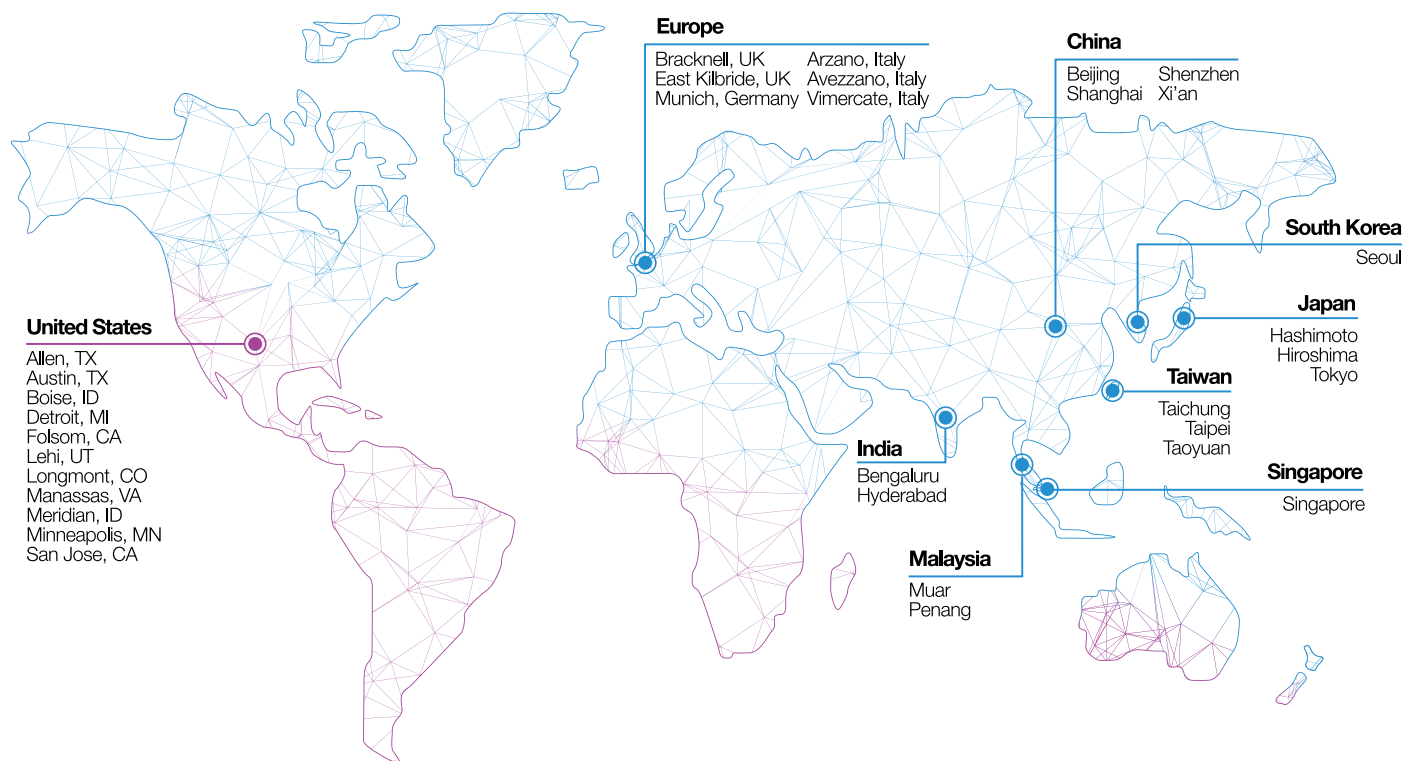 Europe
Bracknell, UK Arzano, Italy
East Kilbride, UK Avezzano, Italy
Munich, Germany Vimercate, Italy
China
Beijing Shenzhen
Shanghai Xi’an
South Korea
Seoul
United States
Allen, TX
Austin, TX
Boise, ID
Detroit, MI
Folsom, CA
Lehi, UT
Longmont, CO
Manassas, VA
Meridian, ID
Minneapolis, MN
San Jose, CA
Japan
Hashimoto
Hiroshima
Tokyo
Taiwan
Taichung
Taipei
Taoyuan
India
Bengaluru
Hyderabad
Singapore
Singapore
Malaysia
Muar
Penang